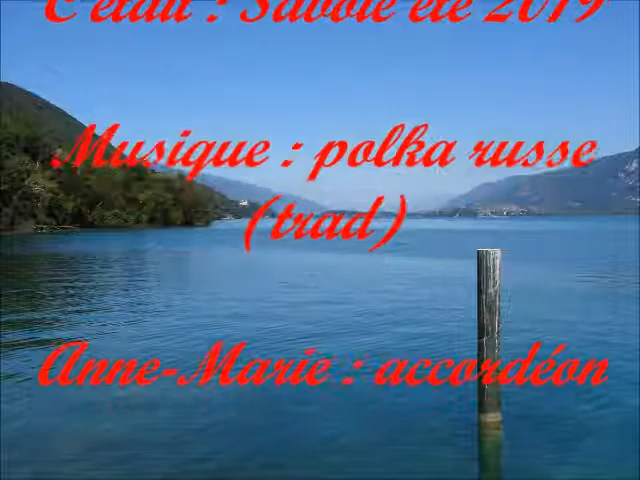 C'était : Savoie été 2019
Musique : polka russe
(trad)
Anne-Marie : accordéon